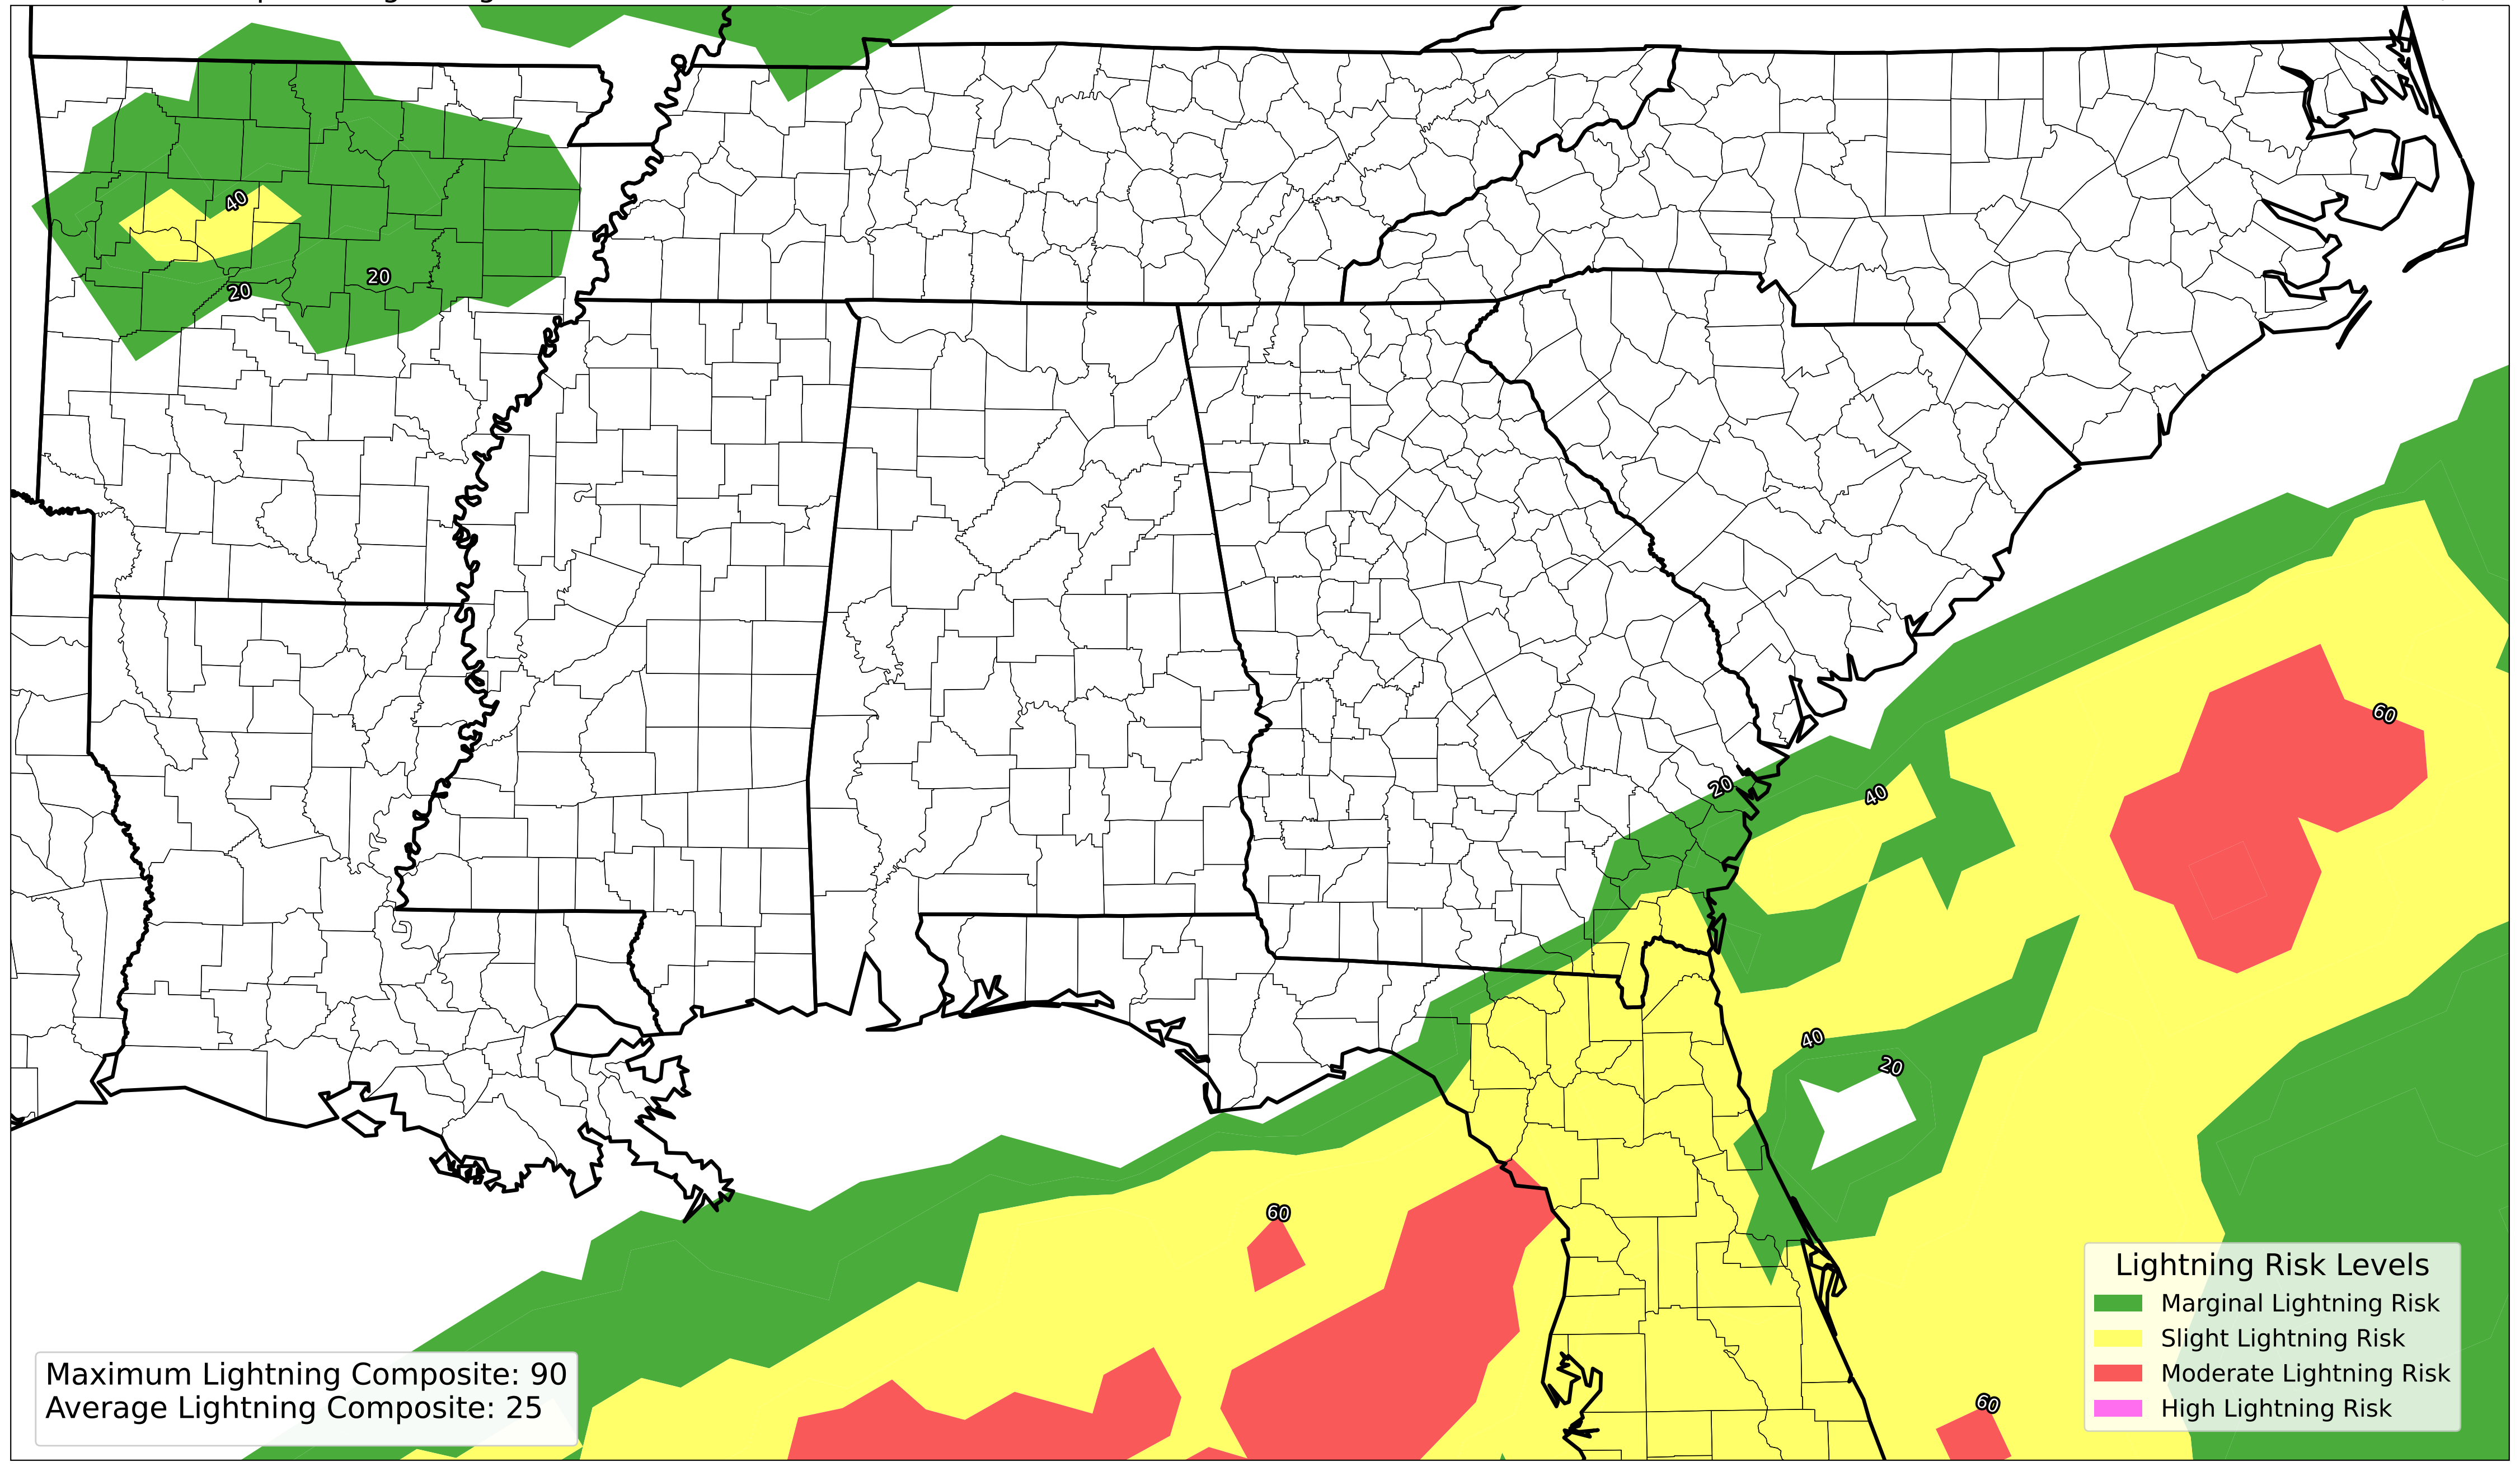 40
20
20
60
20
40
40
20
60
60
Lightning Risk Levels
Marginal Lightning Risk
Slight Lightning Risk
Moderate Lightning Risk
High Lightning Risk
Maximum Lightning Composite: 90
Average Lightning Composite: 25